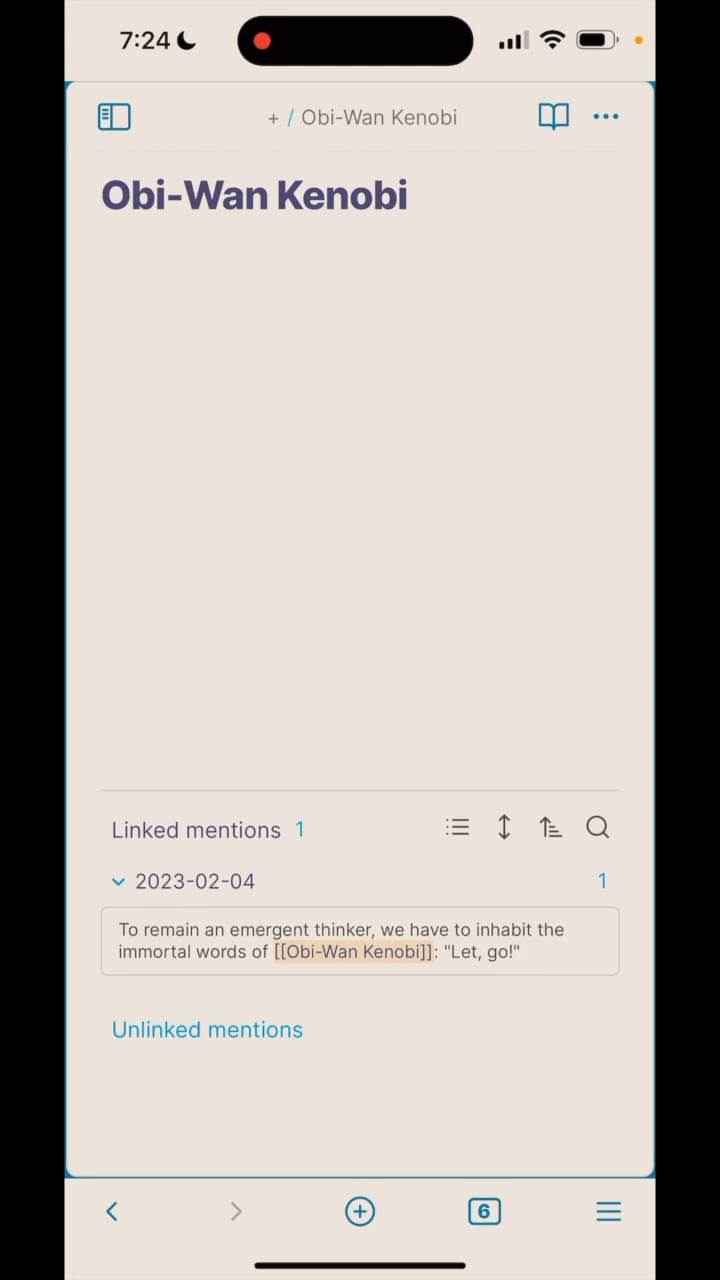 7:24
+ / Obi-Wan Kenobi
Obi-Wan Kenobi
Linked mentions 1
2023-02-04 1
To remain an emergent thinker, we have to inhabit the
immortal words of [[Obi-Wan Kenobi]]: "Let, go!"
Unlinked mentions
6